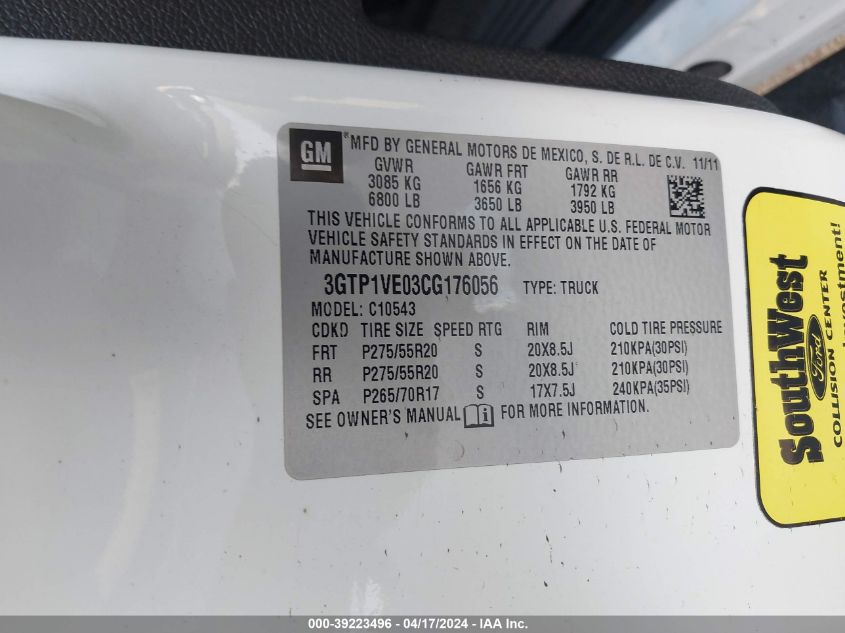 GM ® MFD BY GENERAL MOTORS DE MEXICO, S. DE R.L. DE C.V. 11/11
GVWR GAWR FRT GAWR RR
3085 KG 1656 KG 1792 KG
6800 LB 3650 LB 3950 LB
THIS VEHICLE CONFORMS TO ALL APPLICABLE U.S. FEDERAL MOTOR
VEHICLE SAFETY STANDARDS IN EFFECT ON THE DATE OF
MANUFACTURE SHOWN ABOVE.
3GTP1VE03CG176056 TYPE: TRUCK
MODEL: C10543
CDKD TIRE SIZE SPEED RTG RIM COLD TIRE PRESSURE
FRT P275/55R20 S 20X8.5J 210KPA(30PSI)
RR P275/55R20 S 20X8.5J 210KPA(30PSI)
SPA P265/70R17 S 17X7.5J 240KPA(35PSI)
SEE OWNER'S MANUAL i FOR MORE INFORMATION.
SouthWest
Ford
COLLISION CENTER
000-39223496 - 04/17/2024 - IAA Inc.